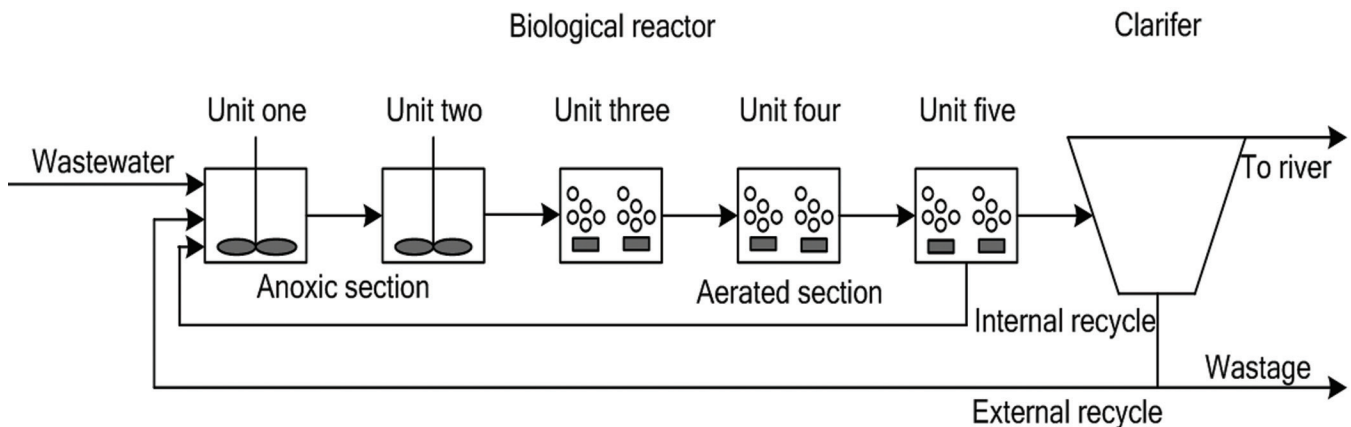 Biological reactor
Clarifer
Unit one
Unit two
Unit three
Unit four
Unit five
Wastewater
To river
Anoxic section
Aerated section
Internal recycle
Wastage
External recycle